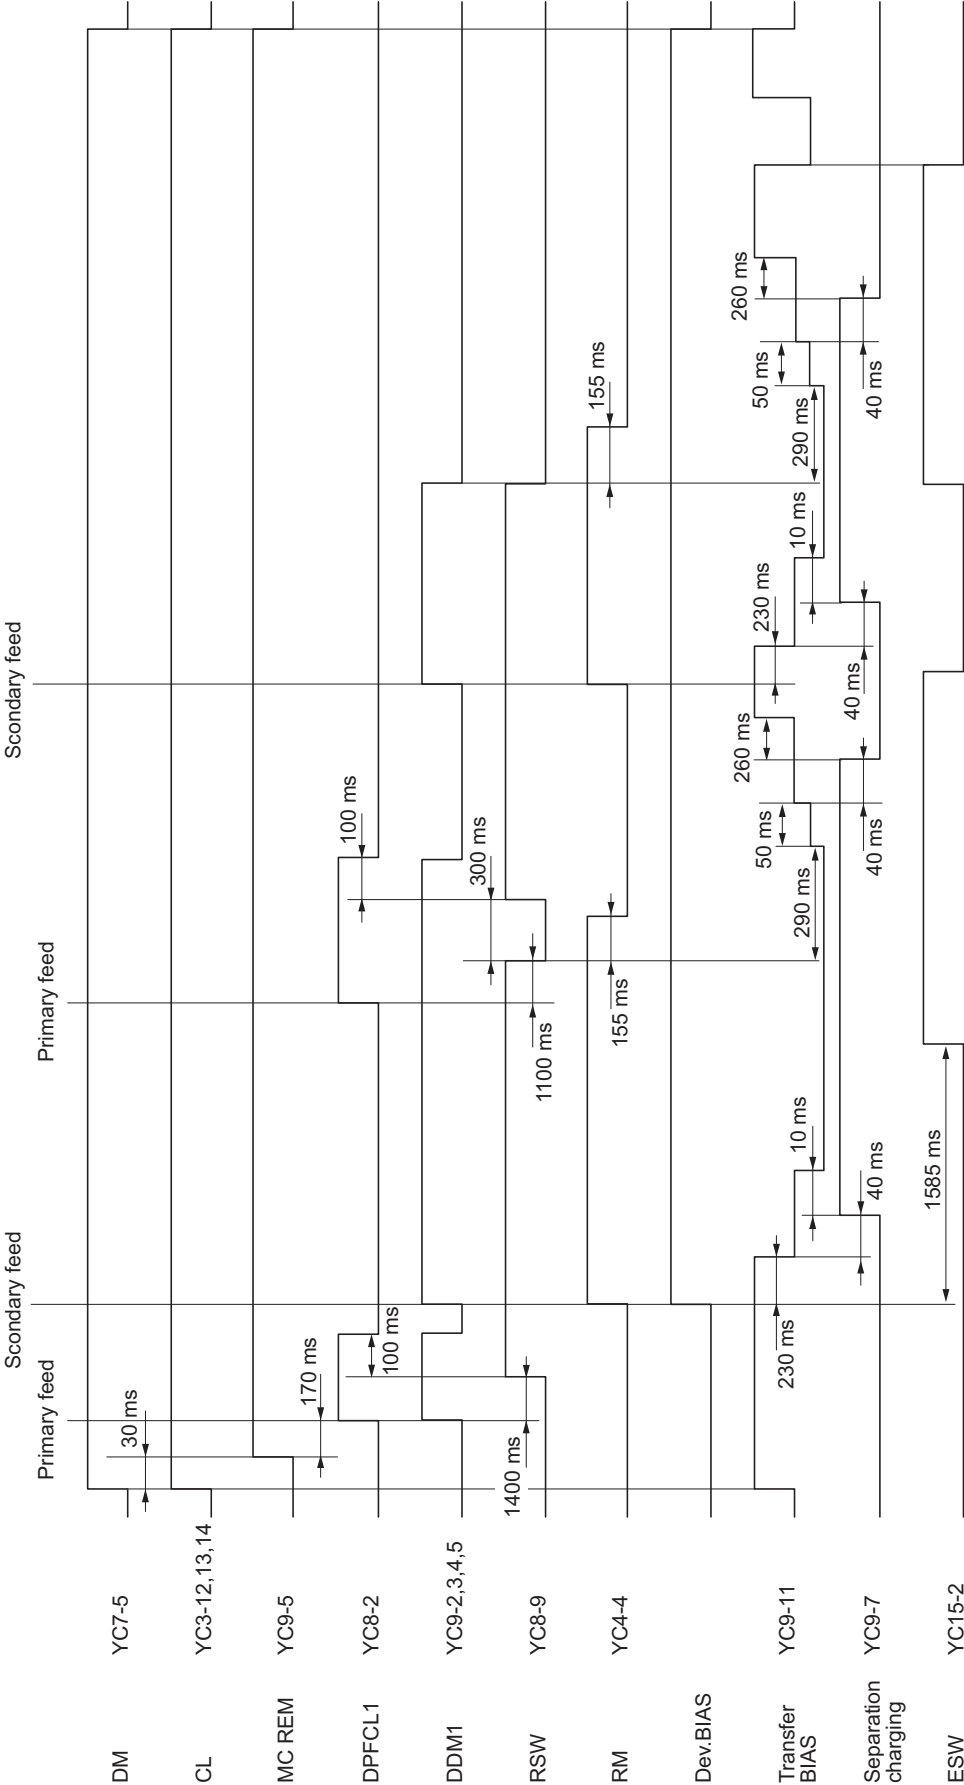 Primary feed
Scondary feed
Primary feed
Scondary feed
DM YC7-5
30 ms
CL YC3-12,13,14
MC REM YC9-5
170 ms
DPFCL1 YC8-2
100 ms
100 ms
DDM1 YC9-2,3,4,5
300 ms
RSW YC8-9
1400 ms
1100 ms
RM YC4-4
155 ms
155 ms
Dev.BIAS
Transfer
BIAS
YC9-11
230 ms
10 ms
290 ms
50 ms
260 ms
230 ms
10 ms
290 ms
50 ms
260 ms
Separation
charging
YC9-7
40 ms
40 ms
40 ms
40 ms
ESW YC15-2
1585 ms